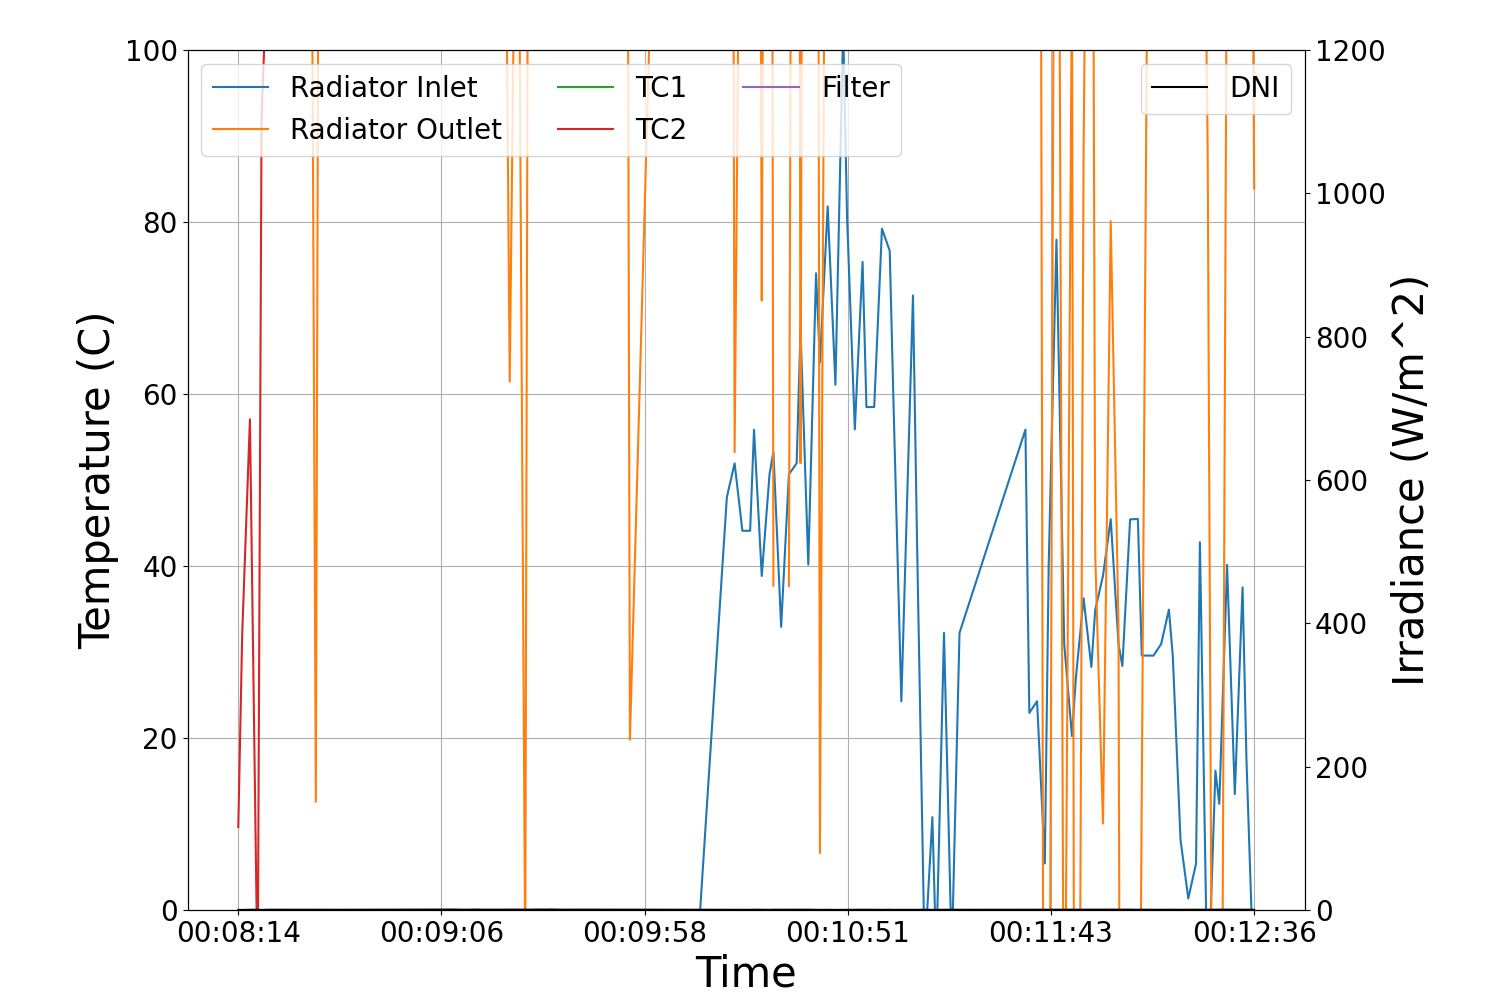 100
80
60
40
20
0
Temperature (C)
Radiator Inlet
Radiator Outlet
TC1
TC2
Filter
DNI
1200
1000
800
600
400
200
0
Irradiance (W/m^2)
00:08:14 00:09:06 00:09:58 00:10:51 00:11:43 00:12:36
Time